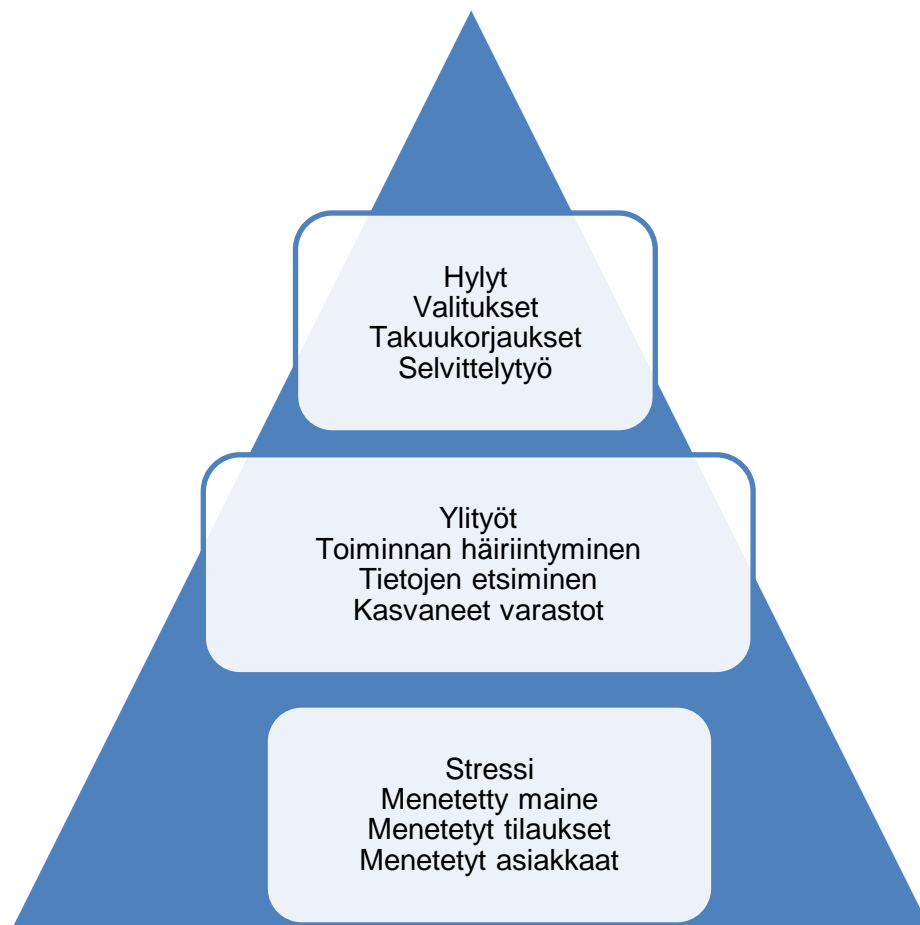 Hylyt
Valitukset
Takuukorjaukset
Selvittelytyö
Ylityöt
Toiminnan häiriintyminen
Tietojen etsiminen
Kasvaneet varastot
Stressi
Menetetty maine
Menetetyt tilaukset
Menetetyt asiakkaat